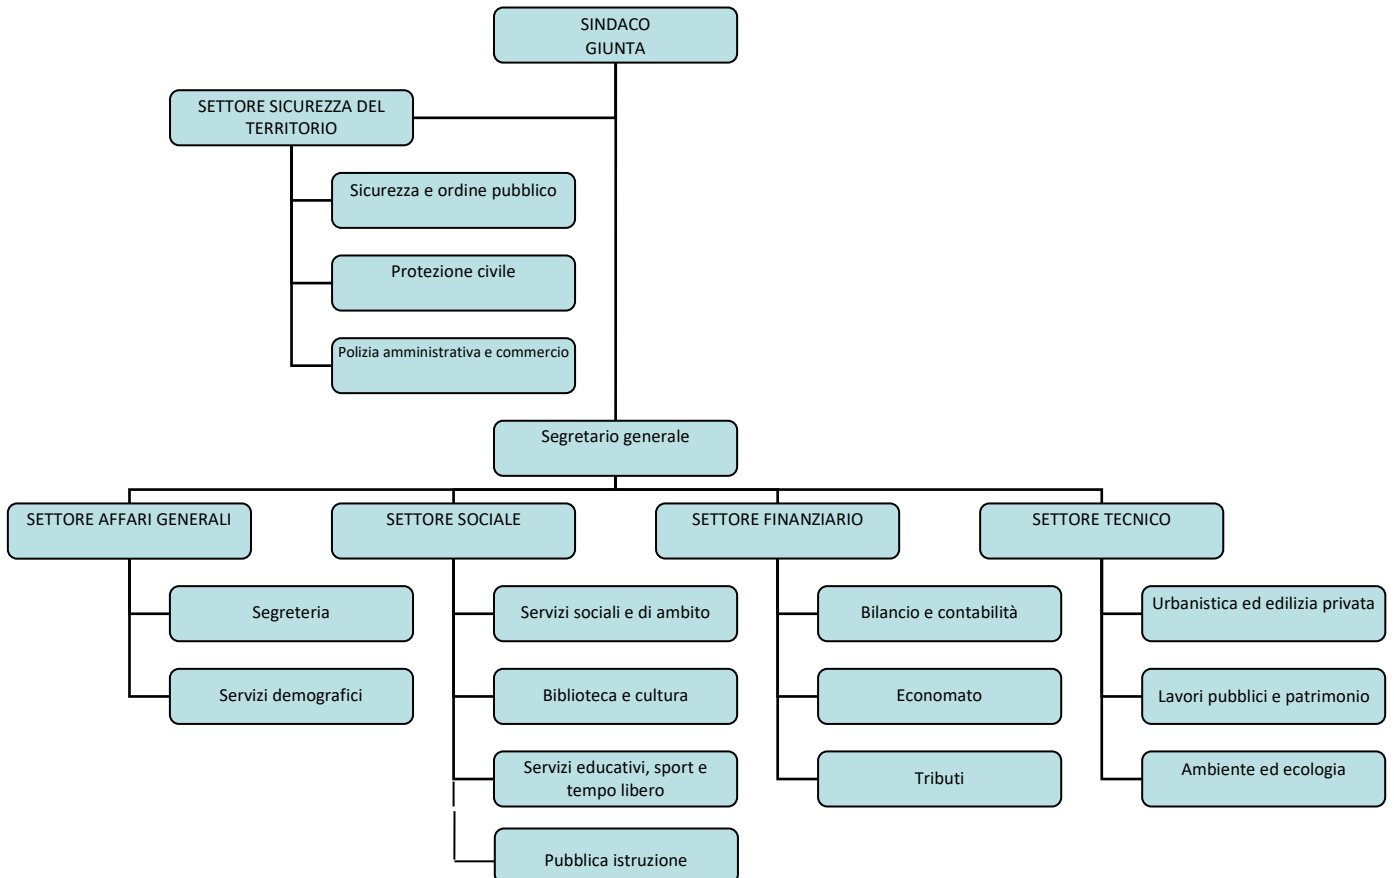 SINDACO
GIUNTA
SETTORE SICUREZZA DEL
TERRITORIO
Sicurezza e ordine pubblico
Protezione civile
Polizia amministrativa e commercio
Segretario generale
SETTORE AFFARI GENERALI
SETTORE SOCIALE
SETTORE FINANZIARIO
SETTORE TECNICO
Segreteria
Servizi sociali e di ambito
Bilancio e contabilità
Urbanistica ed edilizia privata
Servizi demografici
Biblioteca e cultura
Economato
Lavori pubblici e patrimonio
Servizi educativi, sport e
tempo libero
Tributi
Ambiente ed ecologia
Pubblica istruzione